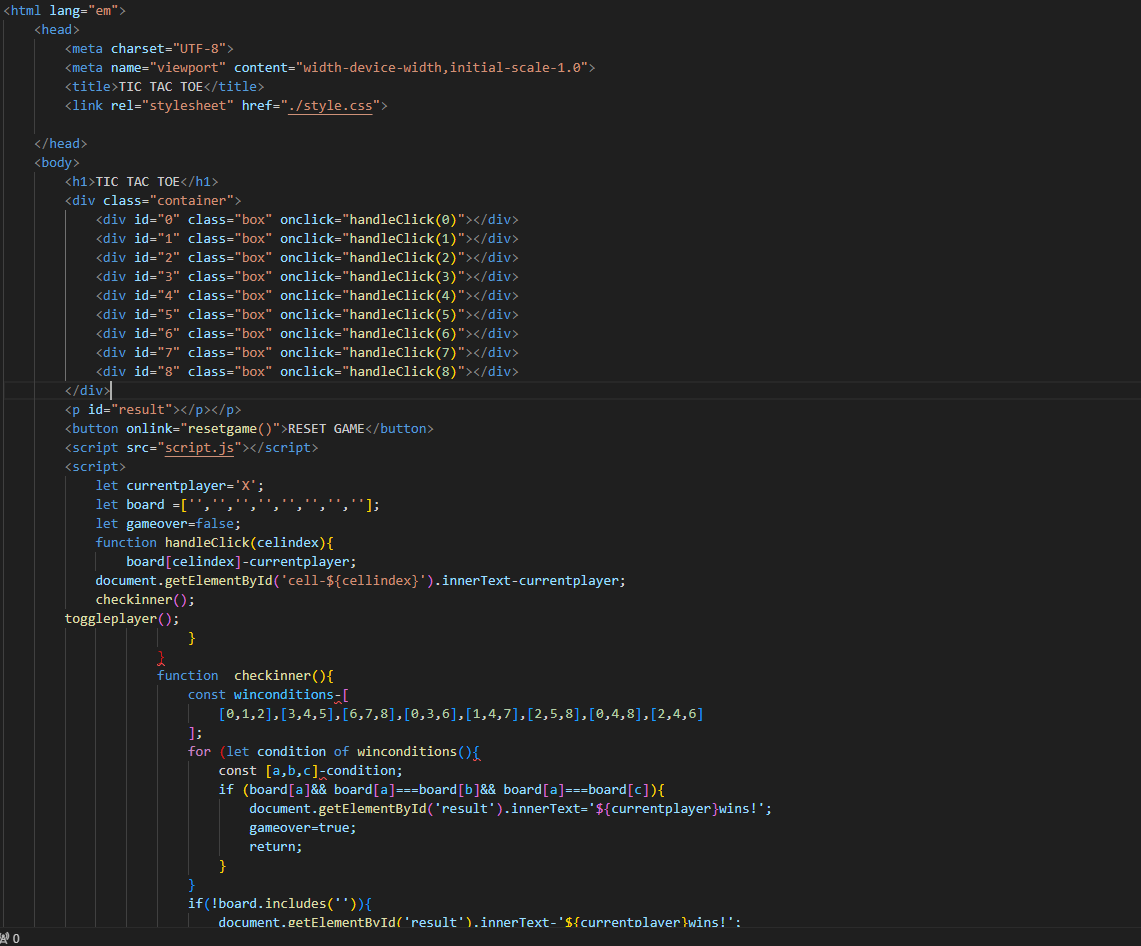 <html lang="em">
<head>
<meta charset="UTF-8">
<meta name="viewport" content="width-device-width,initial-scale-1.0">
<title>TIC TAC TOE</title>
<link rel="stylesheet" href="./style.css">
</head>
<body>
<h1>TIC TAC TOE</h1>
<div class="container">
<div id="0" class="box" onclick="handleClick(0)"></div>
<div id="1" class="box" onclick="handleClick(1)"></div>
<div id="2" class="box" onclick="handleClick(2)"></div>
<div id="3" class="box" onclick="handleClick(3)"></div>
<div id="4" class="box" onclick="handleClick(4)"></div>
<div id="5" class="box" onclick="handleClick(5)"></div>
<div id="6" class="box" onclick="handleClick(6)"></div>
<div id="7" class="box" onclick="handleClick(7)"></div>
<div id="8" class="box" onclick="handleClick(8)"></div>
</div>
<p id="result"></p></p>
<button onlink="resetgame()">RESET GAME</button>
<script src="script.js"></script>
<script>
let currentplayer='X';
let board =['','','','','','','',''];
let gameover=false;
function handleClick(celindex){
board[celindex]-currentplayer;
document.getElementById('cell-${cellindex}').innerText-currentplayer;
checkinner();
toggleplayer();
}
}
function  checkinner(){
const winconditions-[
[0,1,2],[3,4,5],[6,7,8],[0,3,6],[1,4,7],[2,5,8],[0,4,8],[2,4,6]
];
for (let condition of winconditions(){
const [a,b,c]-condition;
if (board[a]&& board[a]===board[b]&& board[a]===board[c]){
document.getElementById('result').innerText='${currentplayer}wins!';
gameover=true;
return;
}
}
if(!board.includes('')){
document.getElementById('result').innerText-'${currentplayer}wins!';
0